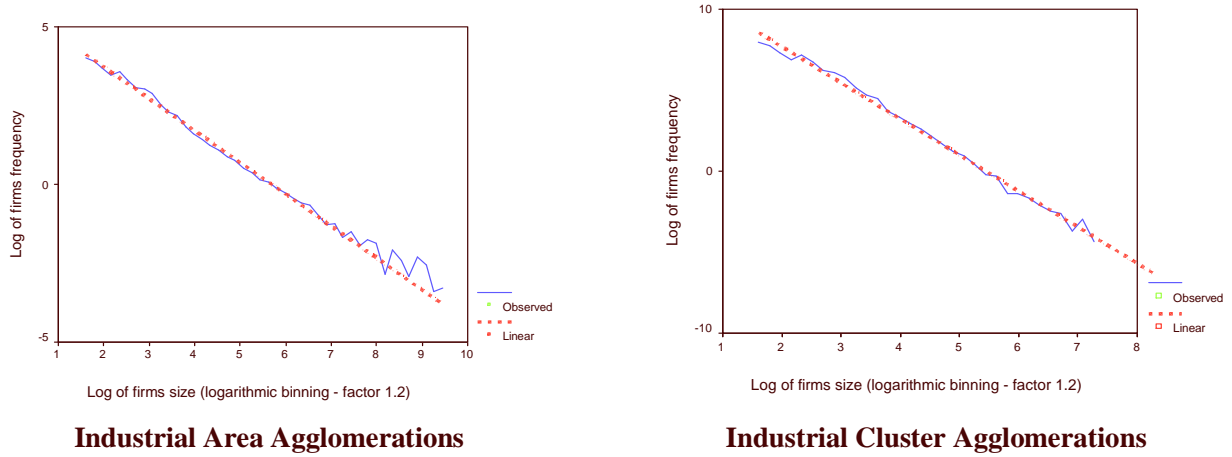 5
0
-5
Log of firms frequency
1 2 3 4 5 6 7 8 9 10
Log of firms size (logarithmic binning - factor 1.2)
Observed
Linear
Industrial Area Agglomerations
10
0
-10
Log of firms frequency
1 2 3 4 5 6 7 8
Log of firms size (logarithmic binning - factor 1.2)
Observed
Linear
Industrial Cluster Agglomerations